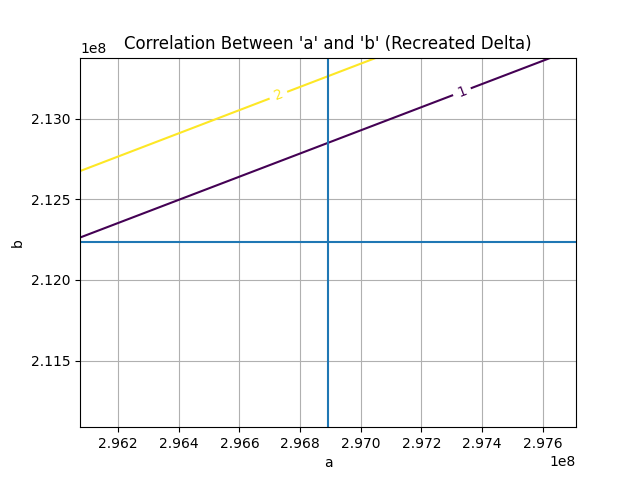 Correlation Between 'a' and 'b' (Recreated Delta)
1e8
2.130
2.125
2.120
2.115
b
2
1
2.962
2.964
2.966
2.968
2.970
2.972
2.974
2.976
a
1e8